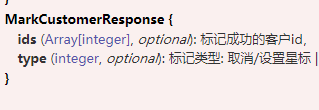 MarkCustomerResponse {
ids (Array[integer], optional): 标记成功的客户id,
type (integer, optional): 标记类型: 取消/设置星标 |
}